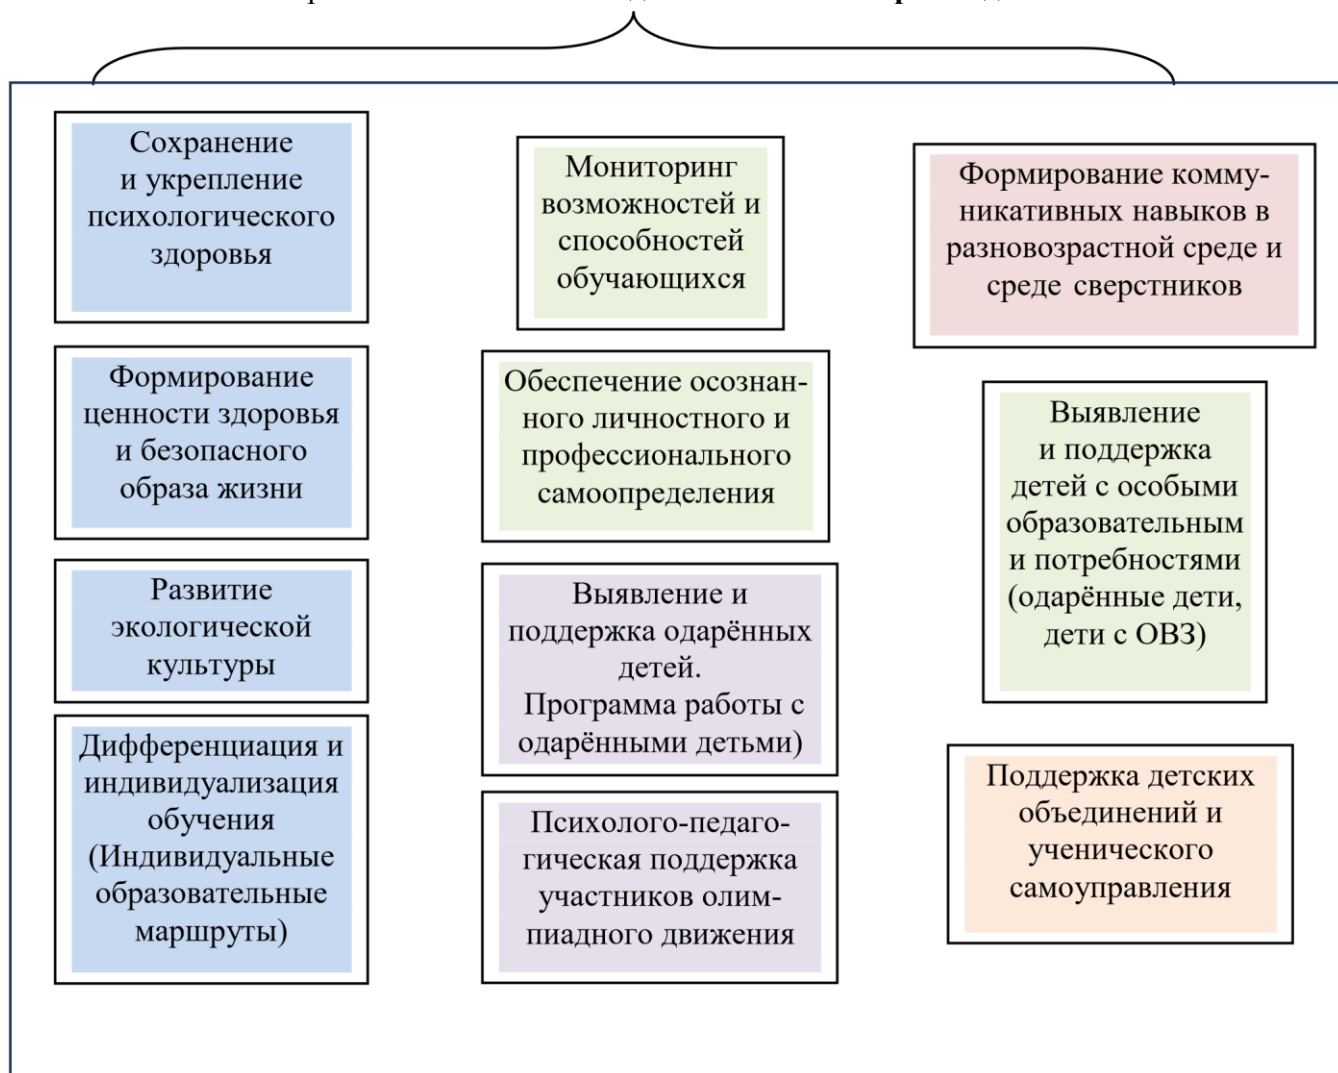 Сохранение
и укрепление
психологического
здоровья
Формирование
ценности здоровья
и безопасного
образа жизни
Развитие
экологической
культуры
Дифференциация и
индивидуализация
обучения
(Индивидуальные
образовательные
маршруты)
Мониторинг
возможностей и
способностей
обучающихся
Обеспечение осознан-
ного личностного и
профессионального
самоопределения
Выявление и
поддержка одарённых
детей.
Программа работы с
одарёнными детьми)
Психолого-педаго-
гическая поддержка
участников олим-
пиадного движения
Формирование комму-
никативных навыков в
разновозрастной среде и
среде сверстников
Выявление
и поддержка
детей с особыми
образовательным
и потребностями
(одарённые дети,
дети с ОВЗ)
Поддержка детских
объединений и
ученического
самоуправления